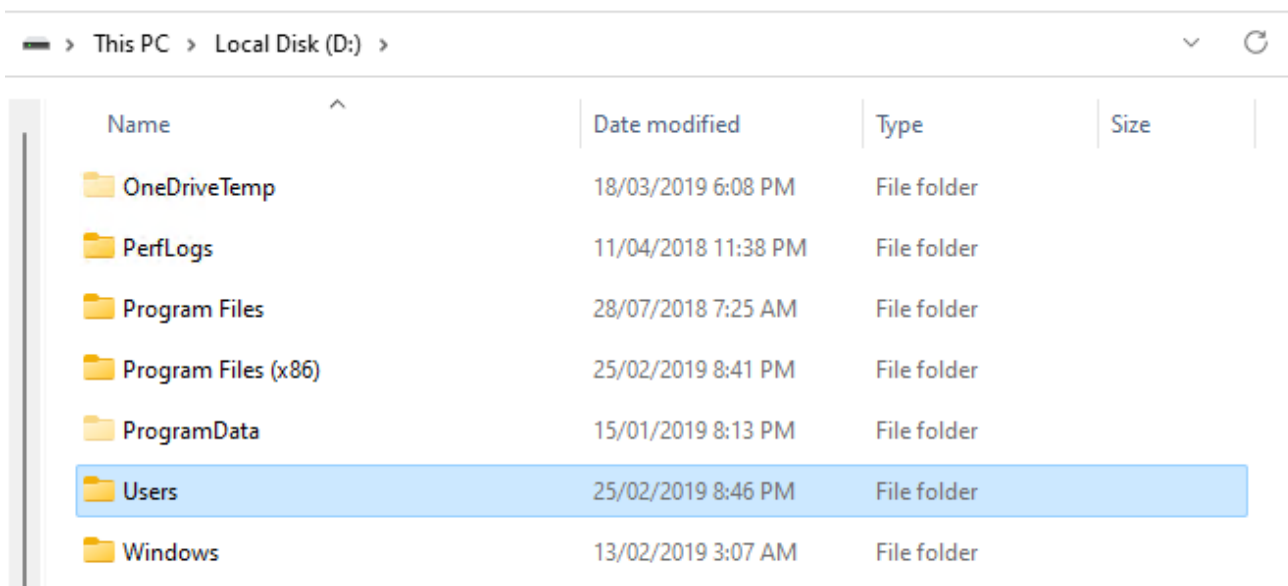 This PC > Local Disk (D:) >
Name Date modified Type Size
OneDriveTemp 18/03/2019 6:08 PM File folder
PerfLogs 11/04/2018 11:38 PM File folder
Program Files 28/07/2018 7:25 AM File folder
Program Files (x86) 25/02/2019 8:41 PM File folder
ProgramData 15/01/2019 8:13 PM File folder
Users 25/02/2019 8:46 PM File folder
Windows 13/02/2019 3:07 AM File folder